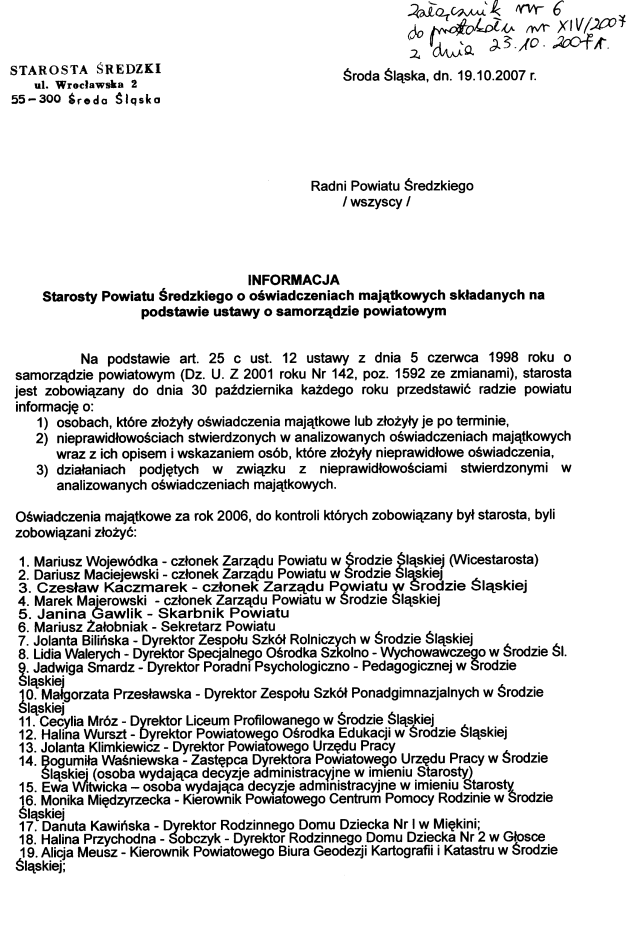 Załącznik nr 6
do protokołu nr XIV/2007
z dnia 23.10.2007r.
STAROSTA ŚREDZKI
ul. Wrocławska 2
55-300 Środa Śląska
Środa Śląska, dn. 19.10.2007 r.
Radni Powiatu Średzkiego
/ wszyscy /
INFORMACJA
Starosty Powiatu Średzkiego o oświadczeniach majątkowych składanych na
podstawie ustawy o samorządzie powiatowym
Na podstawie art. 25 c ust. 12 ustawy z dnia 5 czerwca 1998 roku o
samorządzie powiatowym (Dz. U. Z 2001 roku Nr 142, poz. 1592 ze zmianami), starosta
jest zobowiązany do dnia 30 października każdego roku przedstawić radzie powiatu
informację o:
1) osobach, które złożyły oświadczenia majątkowe lub złożyły je po terminie,
2) nieprawidłowościach stwierdzonych w analizowanych oświadczeniach majątkowych
wraz z ich opisem i wskazaniem osób, które złożyły nieprawidłowe oświadczenia,
3) działaniach podjętych w związku z nieprawidłowościami stwierdzonymi w
analizowanych oświadczeniach majątkowych.
Oświadczenia majątkowe za rok 2006, do kontroli których zobowiązany był starosta, byli
zobowiązani złożyć:
1. Mariusz Wojewódka - członek Zarządu Powiatu w Środzie Śląskiej (Wicestarosta)
2. Dariusz Maciejewski - członek Zarządu Powiatu w Środzie Śląskiej
3. Czesław Kaczmarek - członek Zarządu Powiatu w Środzie Śląskiej
4. Marek Majerowski - członek Zarządu Powiatu w Środzie Śląskiej
5. Janina Gawlik - Skarbnik Powiatu
6. Mariusz Żałobniak - Sekretarz Powiatu
7. Jolanta Bilińska - Dyrektor Zespołu Szkół Rolniczych w Środzie Śląskiej
8. Lidia Walerych - Dyrektor Specjalnego Ośrodka Szkolno - Wychowawczego w Środzie Śl.
9. Jadwiga Smardz - Dyrektor Poradni Psychologiczno - Pedagogicznej w Środzie
Śląskiej
10. Małgorzata Przesławska - Dyrektor Zespołu Szkół Ponadgimnazjalnych w Środzie
Śląskiej
11. Cecylia Mróz - Dyrektor Liceum Profilowanego w Środzie Śląskiej
12. Halina Wurszt - Dyrektor Powiatowego Ośrodka Edukacji w Środzie Śląskiej
13. Jolanta Klimkiewicz - Dyrektor Powiatowego Urzędu Pracy
14. Bogumiła Waśniewska - Zastępca Dyrektora Powiatowego Urzędu Pracy w Środzie
Śląskiej (osoba wydająca decyzje administracyjne w imieniu Starosty)
15. Ewa Witwicka – osoba wydająca decyzje administracyjne w imieniu Starosty
16. Monika Międzyrzecka - Kierownik Powiatowego Centrum Pomocy Rodzinie w Środzie
Śląskiej
17. Danuta Kawińska - Dyrektor Rodzinnego Domu Dziecka Nr I w Miękini;
18. Halina Przychodna - Sobczyk - Dyrektor Rodzinnego Domu Dziecka Nr 2 w Głosce
19. Alicja Meusz - Kierownik Powiatowego Biura Geodezji Kartografii i Katastru w Środzie
Śląskiej;